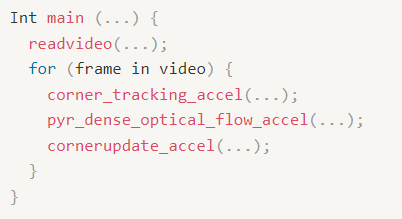 Int main (...) {
readvideo(...);
for (frame in video) {
corner_tracking_accel(...);
pyr_dense_optical_flow_accel(...);
cornerupdate_accel(...);
}
}